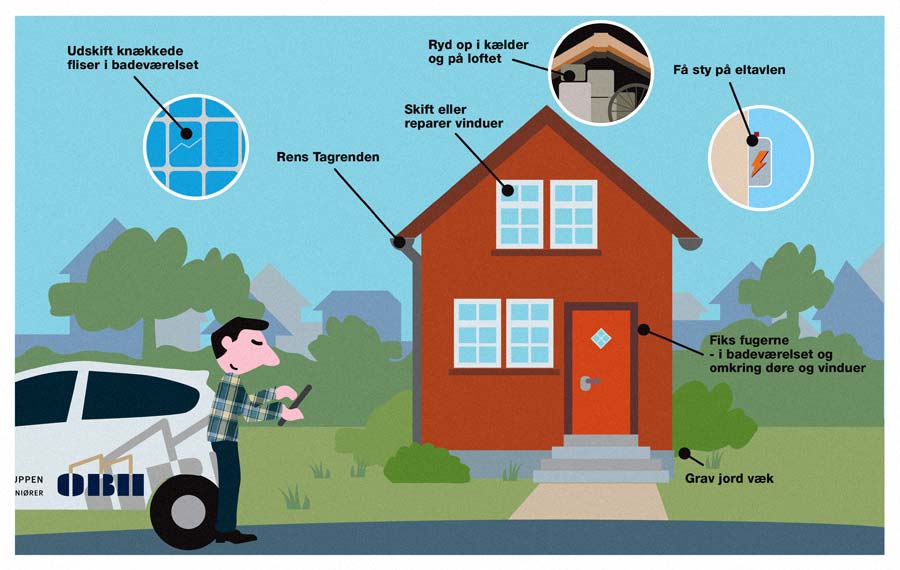 Udskift knækkede
fliser i badeværelset
Ryd op i kælder
og på loftet
Få sty på eltavlen
Skift eller
reparer vinduer
Rens Tagrenden
Fiks fugerne
- i badeværelset og
omkring døre og vinduer
Grav jord væk
UPPEN
NIØRER
OBH